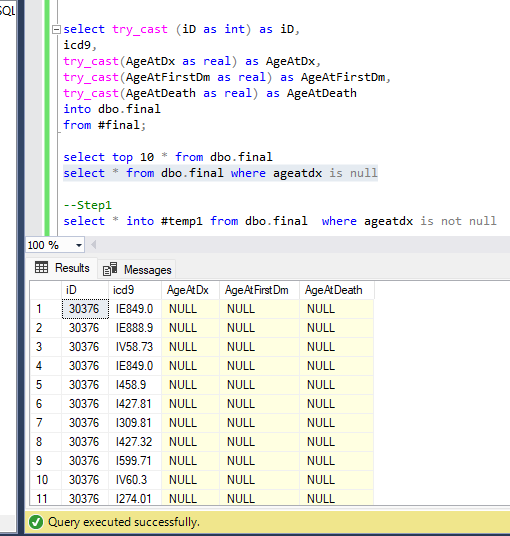 SQL
select try_cast (iD as int) as iD,
icd9,
try_cast(AgeAtDx as real) as AgeAtDx,
try_cast(AgeAtFirstDm as real) as AgeAtFirstDm,
try_cast(AgeAtDeath as real) as AgeAtDeath
into dbo.final
from #final;
select top 10 * from dbo.final
select * from dbo.final where ageatdx is null
--Step1
select * into #temp1 from dbo.final  where ageatdx is not null
100 %
Results Messages
iD icd9 AgeAtDx AgeAtFirstDm AgeAtDeath
1 30376 IE849.0 NULL NULL NULL
2 30376 IE888.9 NULL NULL NULL
3 30376 IV58.73 NULL NULL NULL
4 30376 IE849.0 NULL NULL NULL
5 30376 I458.9 NULL NULL NULL
6 30376 I427.81 NULL NULL NULL
7 30376 I309.81 NULL NULL NULL
8 30376 I427.32 NULL NULL NULL
9 30376 I599.71 NULL NULL NULL
10 30376 IV60.3 NULL NULL NULL
11 30376 I274.01 NULL NULL NULL
Query executed successfully.